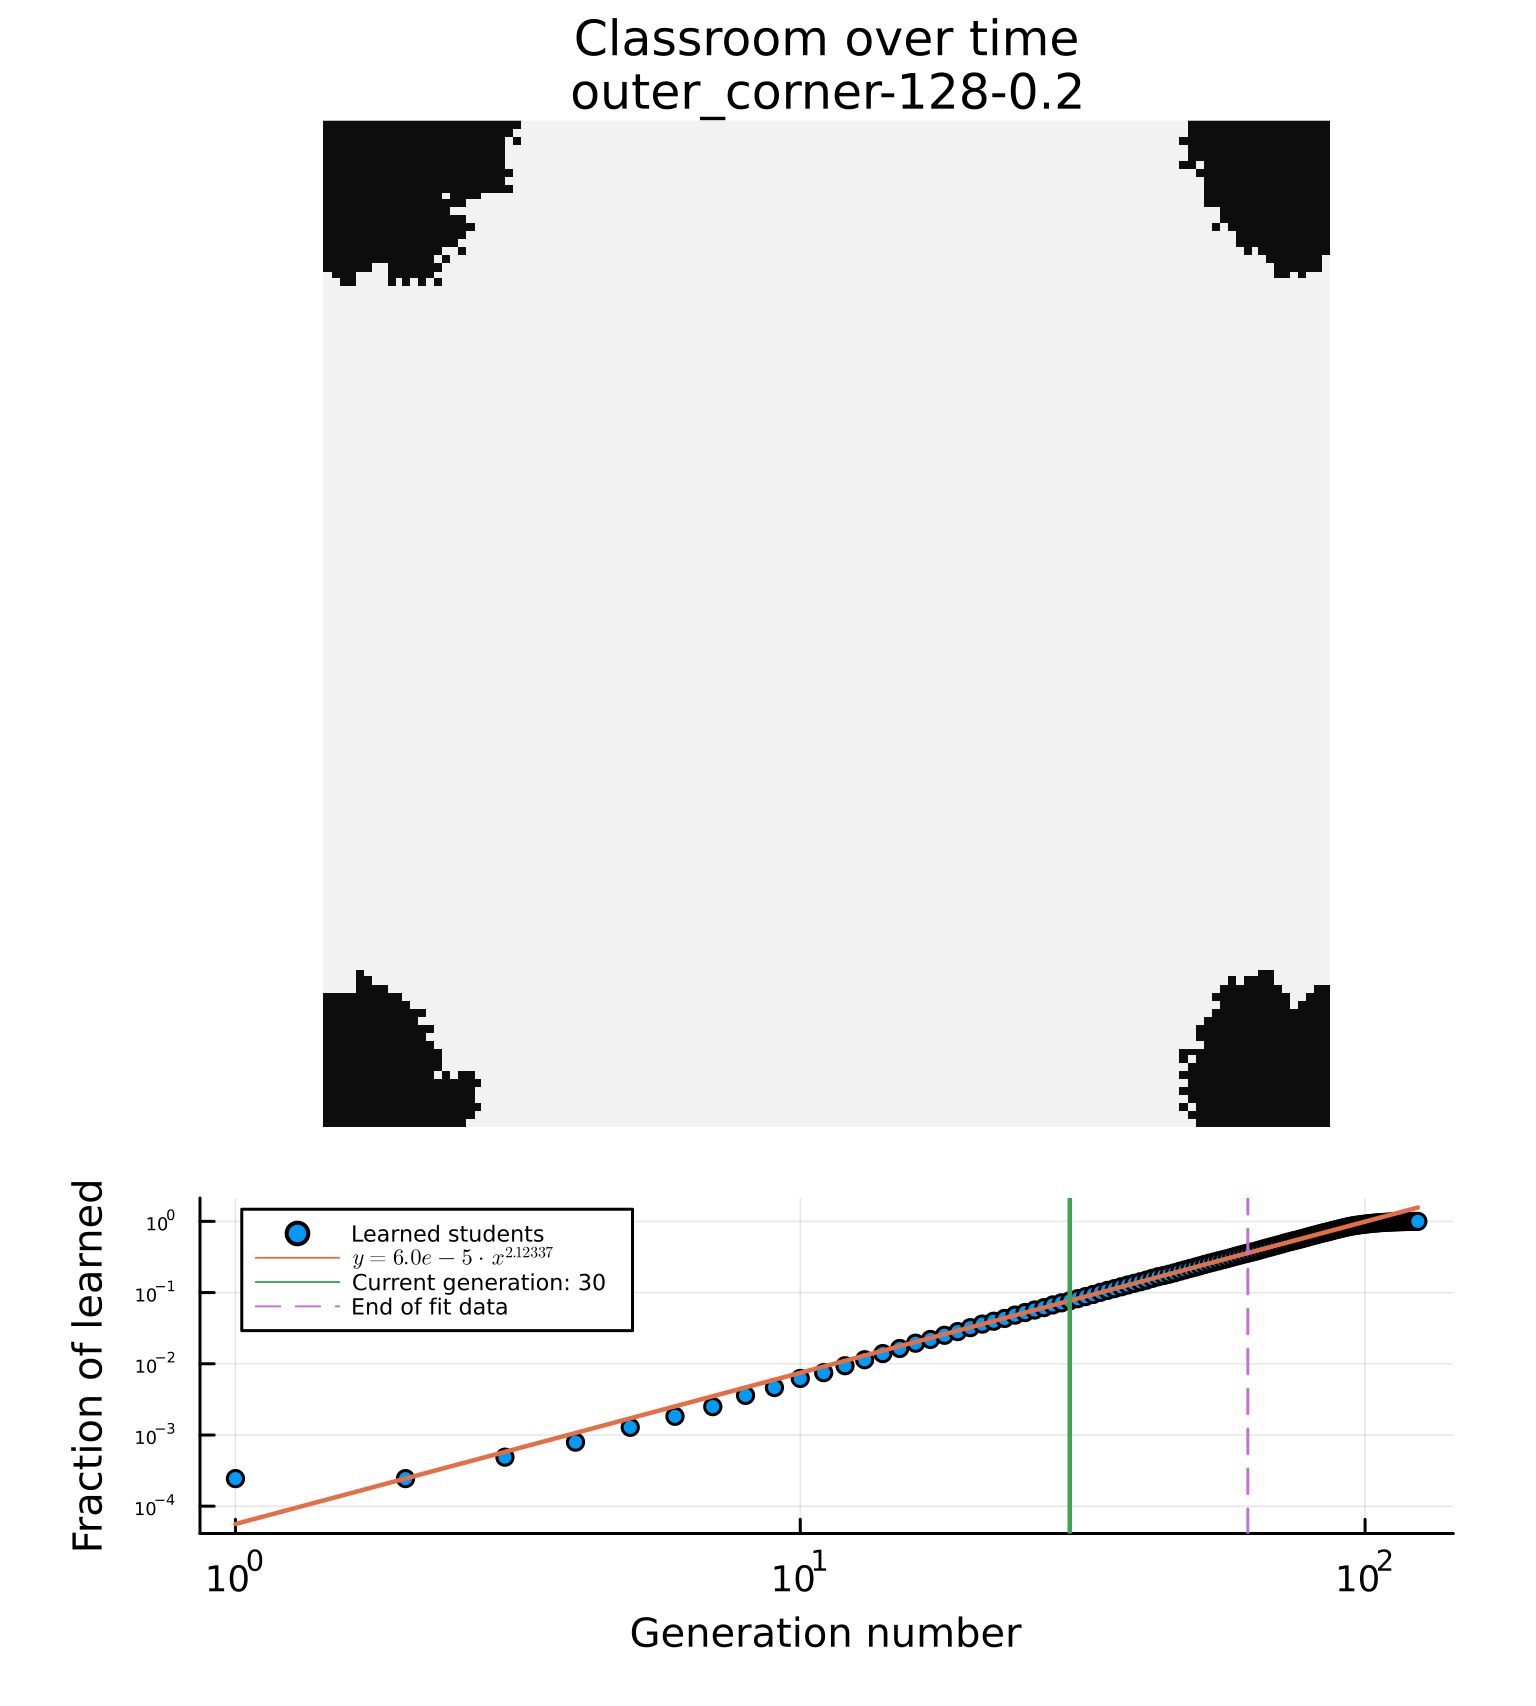 Classroom over time
outer_corner-128-0.2
Fraction of learned
10⁰
10⁻¹
10⁻²
10⁻³
10⁻⁴
Learned students
y = 6.0e − 5 · x^2.12337
Current generation: 30
End of fit data
10⁰ 10¹ 10²
Generation number